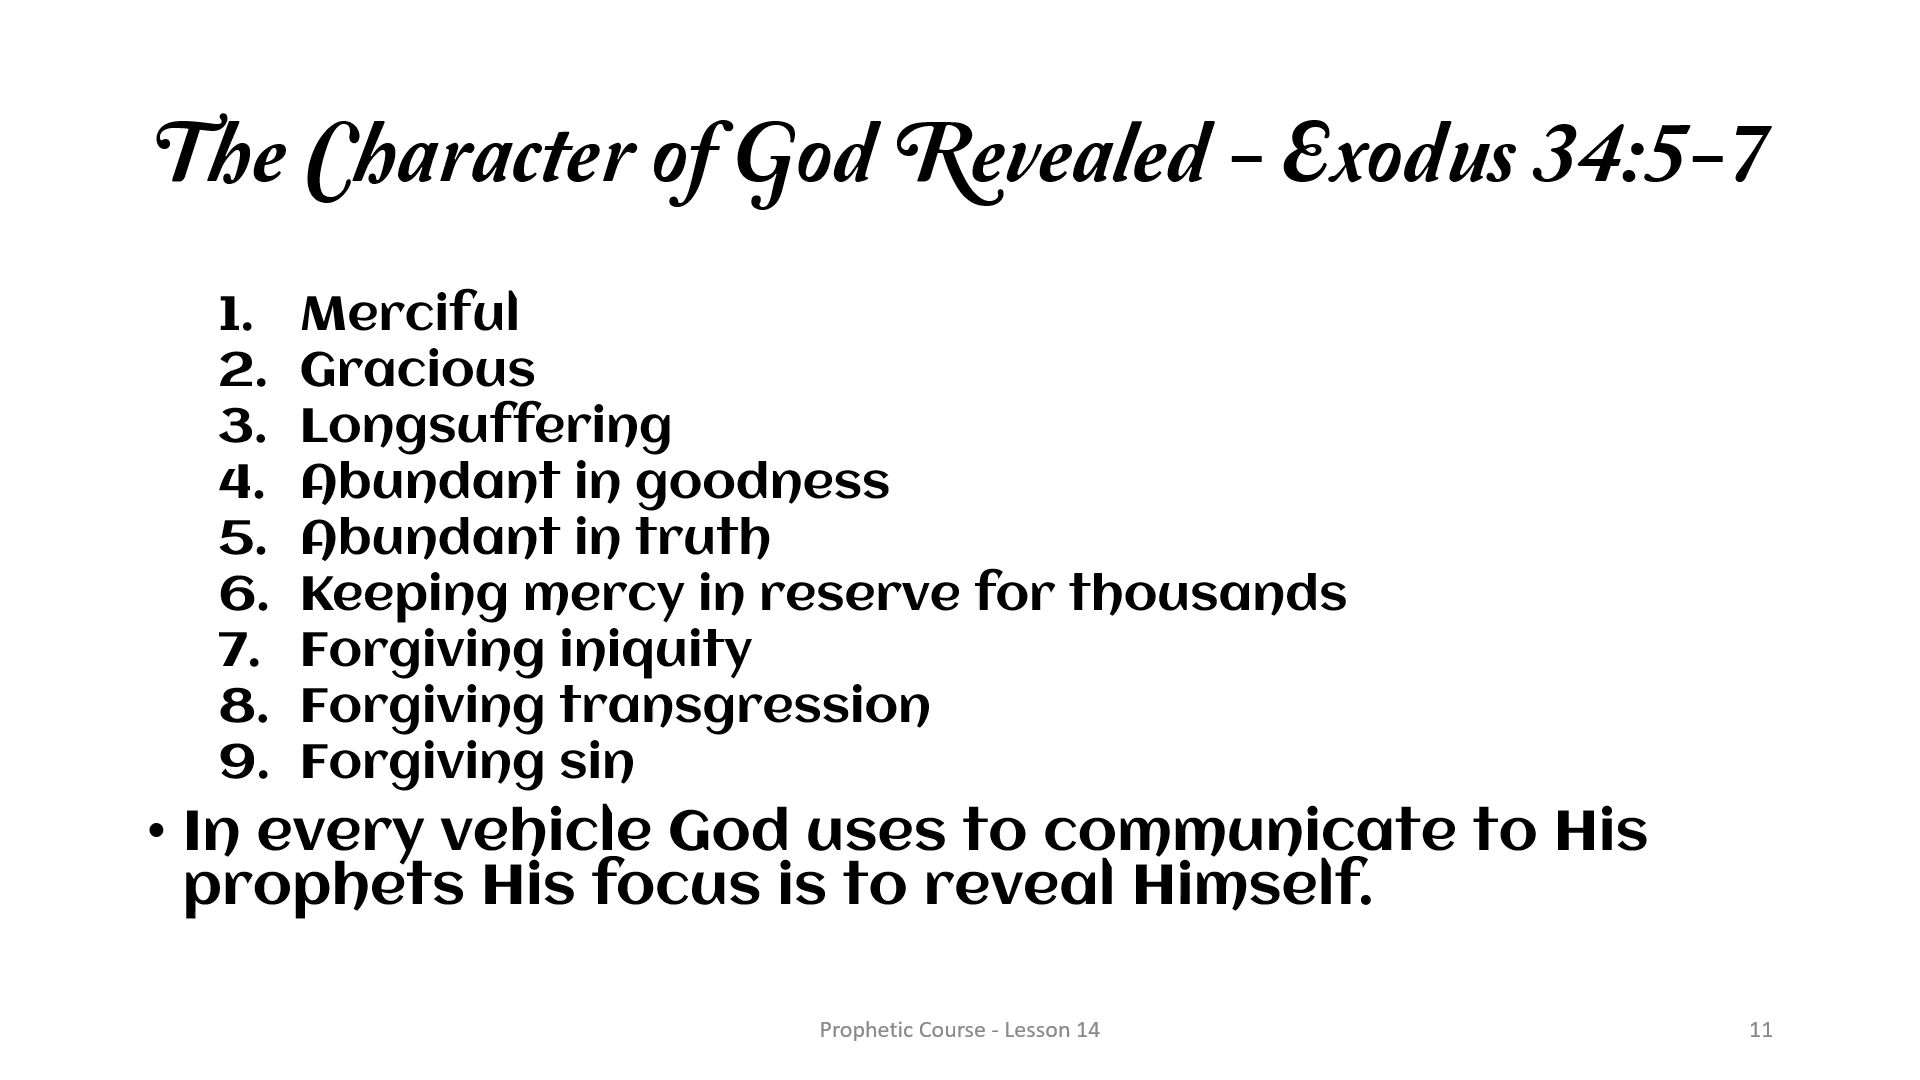 The Character of God Revealed – Exodus 34:5–7
1. Merciful
2. Gracious
3. Longsuffering
4. Abundant in goodness
5. Abundant in truth
6. Keeping mercy in reserve for thousands
7. Forgiving iniquity
8. Forgiving transgression
9. Forgiving sin
• In every vehicle God uses to communicate to His
prophets His focus is to reveal Himself.
Prophetic Course - Lesson 14
11